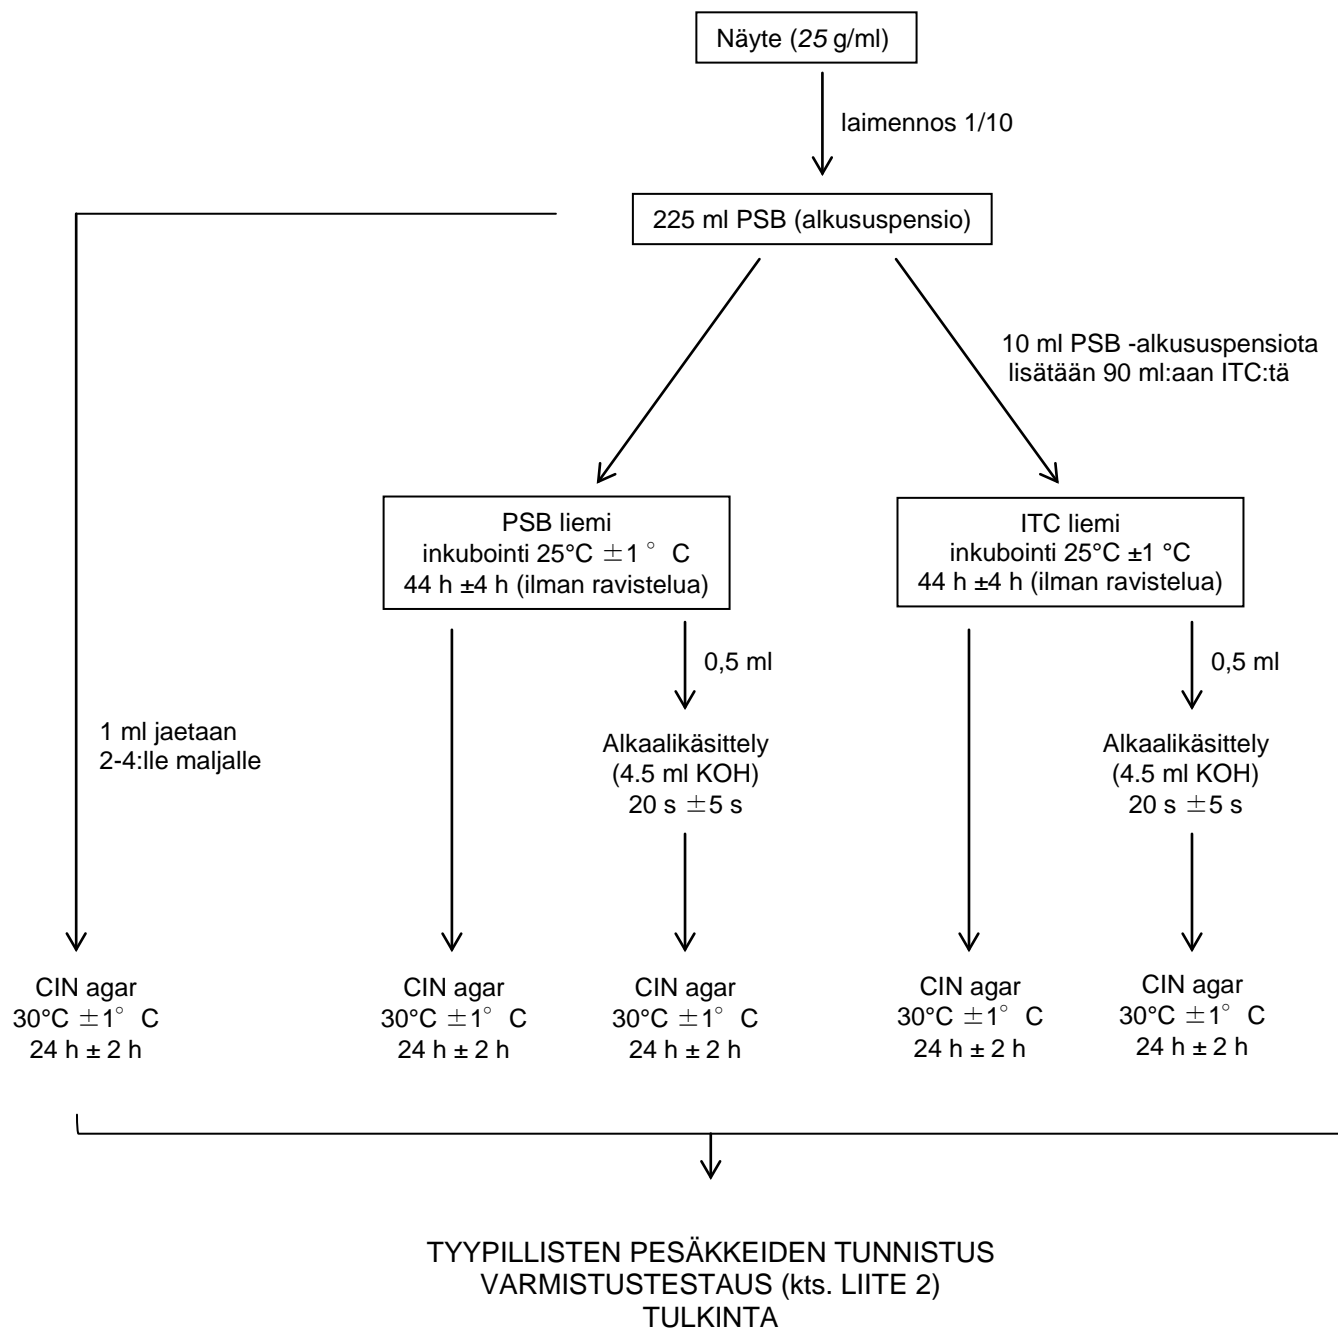 Näyte (25 g/ml)
laimennos 1/10
225 ml PSB (alkususpensio)
10 ml PSB -alkususpensiota
lisätään 90 ml:aan ITC:tä
PSB liemi
inkubointi 25°C ±1 ° C
44 h ±4 h (ilman ravistelua)
ITC liemi
inkubointi 25°C ±1 °C
44 h ±4 h (ilman ravistelua)
0,5 ml
0,5 ml
1 ml jaetaan
2-4:lle maljalle
Alkaalikäsittely
(4.5 ml KOH)
20 s ±5 s
Alkaalikäsittely
(4.5 ml KOH)
20 s ±5 s
CIN agar
30°C ±1° C
24 h ± 2 h
CIN agar
30°C ±1° C
24 h ± 2 h
CIN agar
30°C ±1° C
24 h ± 2 h
CIN agar
30°C ±1° C
24 h ± 2 h
CIN agar
30°C ±1° C
24 h ± 2 h
TYYPILLISTEN PESÄKKEIDEN TUNNISTUS
VARMISTUSTESTAUS (kts. LIITE 2)
TULKINTA